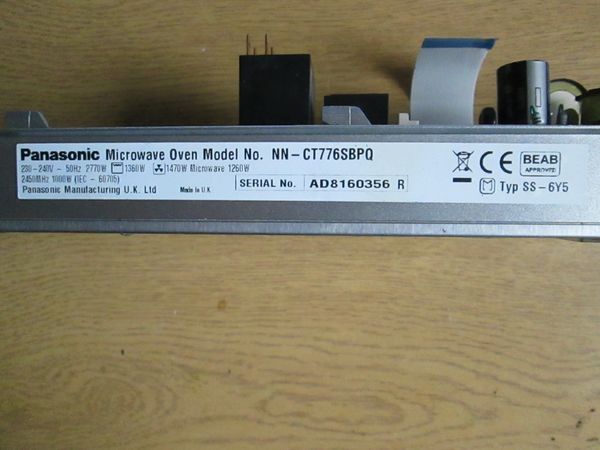 Panasonic Microwave Oven Model No. NN-CT776SBPQ
230-240V - 50Hz 2770W 1360W 1470W Microwave 1260W
2450MHz 1000W (IEC - 60705)
Panasonic Manufacturing U.K. Ltd Made in U.K.
SERIAL No. AD8160356 R
CE
BEAB
APPROVED
M Typ SS-6Y5